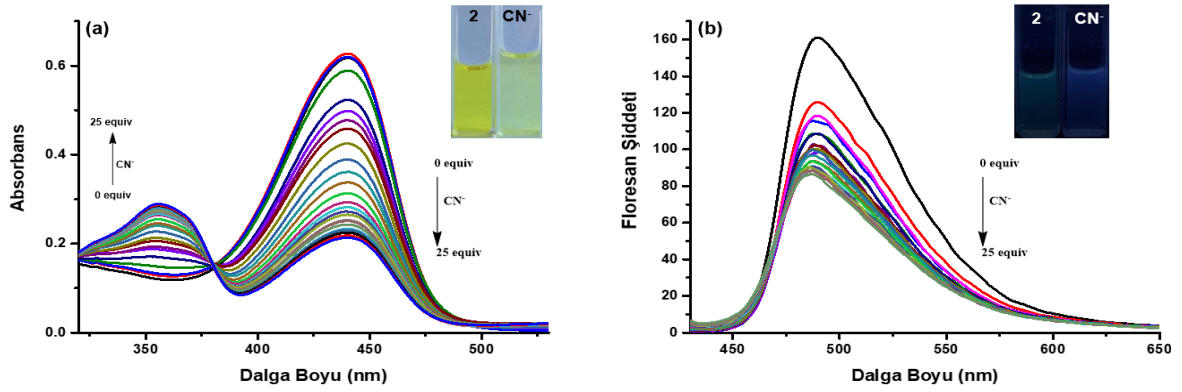 (a)
2 CN⁻
Absorbans
0.6
0.4
0.2
0.0
25 equiv
CN⁻
0 equiv
0 equiv
CN⁻
25 equiv
350 400 450 500
Dalga Boyu (nm)
(b)
2 CN⁻
Floresan Şiddeti
160
140
120
100
80
60
40
20
0
0 equiv
CN⁻
25 equiv
450 500 550 600 650
Dalga Boyu (nm)